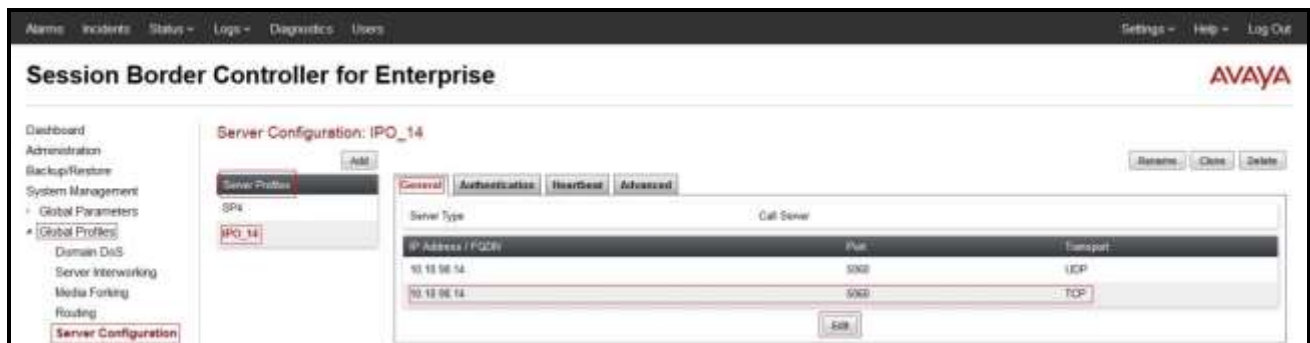 Alarms Incidents Status Logs Diagnostics Users Settings Help Log Out
Session Border Controller for Enterprise
AVAYA
Dashboard
Administration
Backup/Restore
System Management
Global Parameters
Global Profiles
Domain DoS
Server Interworking
Media Forking
Routing
Server Configuration
Server Configuration: IPO_14
Add
Rename Clone Delete
Server Profiles
SP4
IPO_14
General Authentication Heartbeat Advanced
Server Type Call Server
IP Address / FQDN Port Transport
10.10.98.14 5060 UDP
10.10.98.14 5060 TCP
Edit